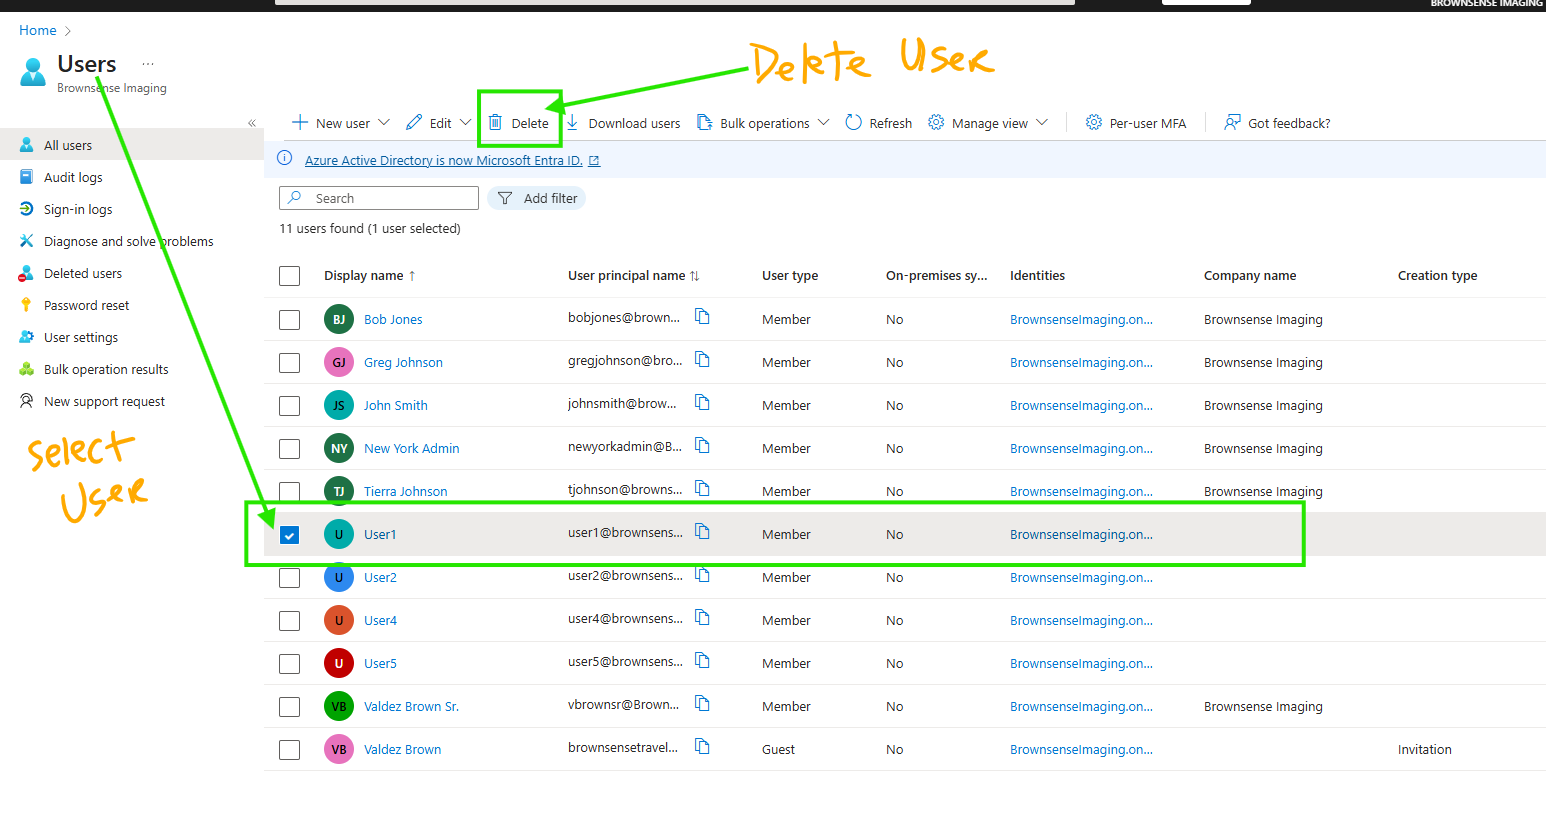 BROWNSENSE IMAGING
Home >
Users ...
Brownsense Imaging
Delete User
«
New user Edit Delete Download users Bulk operations Refresh Manage view Per-user MFA Got feedback?
All users
Audit logs
Sign-in logs
Diagnose and solve problems
Deleted users
Password reset
User settings
Bulk operation results
New support request
Select
User
Azure Active Directory is now Microsoft Entra ID.
Search Add filter
11 users found (1 user selected)
Display name ↑ User principal name ↑↓ User type On-premises sy... Identities Company name Creation type
BJ Bob Jones bobjones@brown... Member No BrownsenseImaging.on... Brownsense Imaging
GJ Greg Johnson gregjohnson@bro... Member No BrownsenseImaging.on... Brownsense Imaging
JS John Smith johnsmith@brow... Member No BrownsenseImaging.on... Brownsense Imaging
NY New York Admin newyorkadmin@B... Member No BrownsenseImaging.on... Brownsense Imaging
TJ Tierra Johnson tjohnson@browns... Member No BrownsenseImaging.on... Brownsense Imaging
U User1 user1@brownsens... Member No BrownsenseImaging.on...
U User2 user2@brownsens... Member No BrownsenseImaging.on...
U User4 user4@brownsens... Member No BrownsenseImaging.on...
U User5 user5@brownsens... Member No BrownsenseImaging.on...
VB Valdez Brown Sr. vbrownsr@Brown... Member No BrownsenseImaging.on... Brownsense Imaging
VB Valdez Brown brownsensetravel... Guest No BrownsenseImaging.on... Invitation